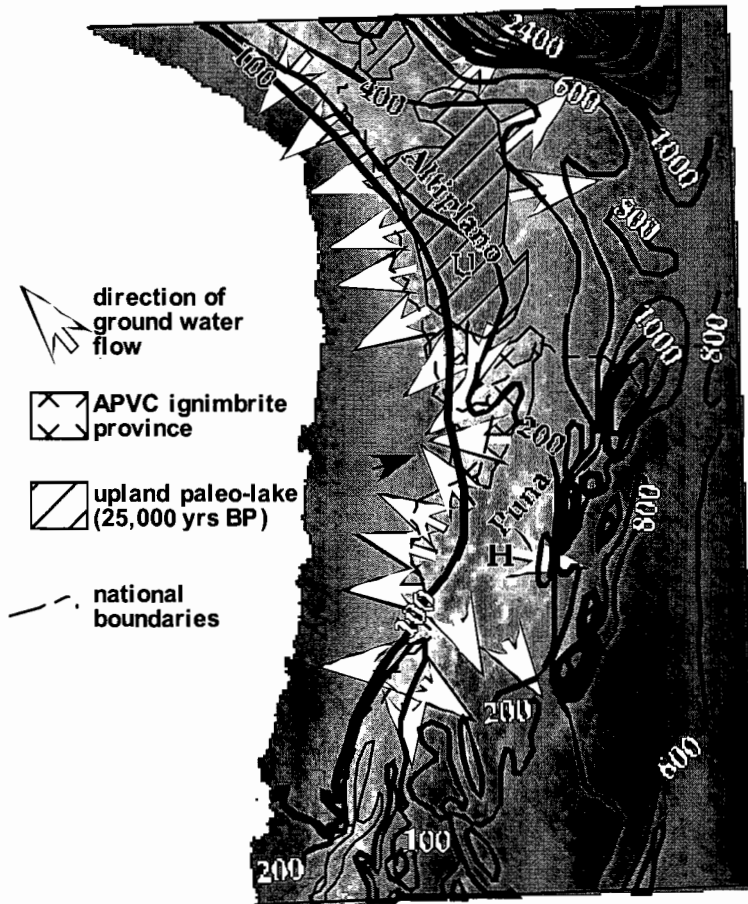 2400
100
400
600
1000
Altiplano
U
800
1000
800
direction of
ground water
flow
APVC ignimbrite
province
200
Puna
800
upland paleo-lake
(25,000 yrs BP)
H
national
boundaries
100
200
600
100
200